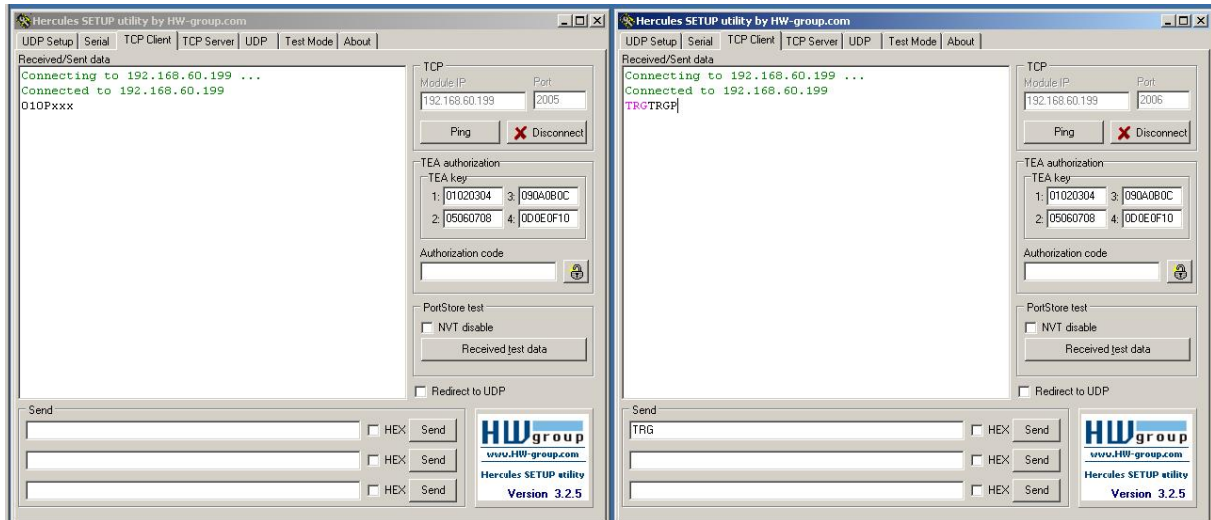 Hercules SETUP utility by HW-group.com
UDP Setup Serial TCP Client TCP Server UDP Test Mode About
Received/Sent data
Connecting to 192.168.60.199 ...
Connected to 192.168.60.199
010Pxxx
TCP
Module IP Port
192.168.60.199 2005
Ping Disconnect
TEA authorization
TEA key
1: 01020304 3: 090A0B0C
2: 05060708 4: 0D0E0F10
Authorization code
PortStore test
NVT disable
Received test data
Redirect to UDP
Send
HEX Send
HEX Send
HEX Send
HW group
www.HW-group.com
Hercules SETUP utility
Version 3.2.5
Hercules SETUP utility by HW-group.com
UDP Setup Serial TCP Client TCP Server UDP Test Mode About
Received/Sent data
Connecting to 192.168.60.199 ...
Connected to 192.168.60.199
TRGTRGP
TCP
Module IP Port
192.168.60.199 2006
Ping Disconnect
TEA authorization
TEA key
1: 01020304 3: 090A0B0C
2: 05060708 4: 0D0E0F10
Authorization code
PortStore test
NVT disable
Received test data
Redirect to UDP
Send
TRG HEX Send
HEX Send
HEX Send
HW group
www.HW-group.com
Hercules SETUP utility
Version 3.2.5